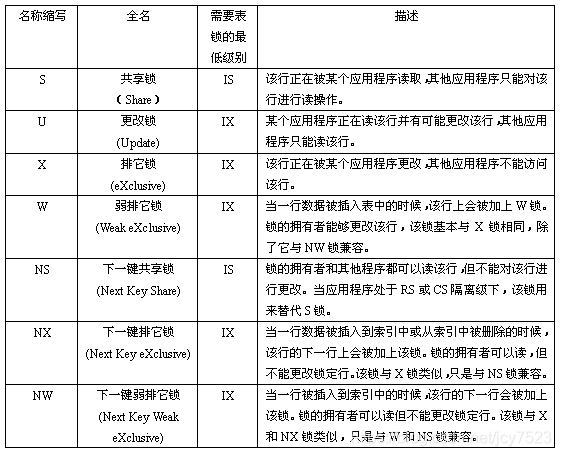 名称缩写 全名 需要表
锁的最
低级别 描述
S 共享锁
（Share） IS 该行正在被某个应用程序读取,其他应用程序只能对该
行进行读操作。
U 更改锁
(Update) IX 某个应用程序正在读该行并有可能更改该行,其他应用
程序只能读该行。
X 排它锁
(eXclusive) IX 该行正在被某个应用程序更改,其他应用程序不能访问
该行。
W 弱排它锁
(Weak eXclusive) IX 当一行数据被插入表中的时候,该行上会被加上 W 锁。
锁的拥有者能够更改该行，该锁基本与 X 锁相同，除
了它与NW锁兼容。
NS 下一键共享锁
(Next Key Share) IS 锁的拥有者和其他程序都可以读该行,但不能对该行进
行更改。当应用程序处于 RS 或 CS 隔离级下，该锁用
来替代 S 锁。
NX 下一键排它锁
(Next Key eXclusive) IX 当一行数据被插入到索引中或从索引中被删除的时候，
该行的下一行上会被加上该锁。锁的拥有者可以读，但
不能更改锁定行。该锁与 X 锁类似，只是与NS锁兼容。
NW 下一键弱排它锁
(Next Key Weak
eXclusive) IX 当一行被插入到索引中的时候，该行的下一行会被加上
该锁。锁的拥有者可以读但不能更改锁定行。该锁与 X
和 NX 锁类似，只是与 W 和 NS 锁兼容。
net/jcy7523